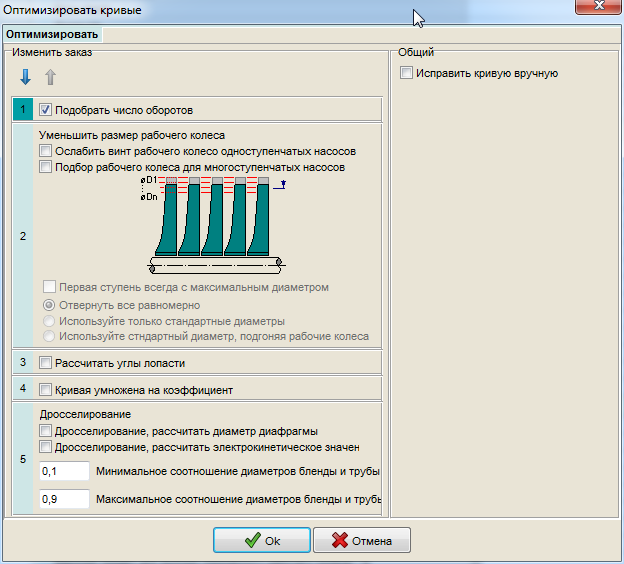 Оптимизировать кривые
Оптимизировать
Изменить заказ
1
Подобрать число оборотов
2
Уменьшить размер рабочего колеса
Ослабить винт рабочего колесо одноступенчатых насосов
Подбор рабочего колеса для многоступенчатых насосов
øD1
øDn
Первая ступень всегда с максимальным диаметром
Отвернуть все равномерно
Используйте только стандартные диаметры
Используйте стндартный диаметр, подгоняя рабочие колеса
3
Рассчитать углы лопасти
4
Кривая умножена на коэффициент
5
Дросселирование
Дросселирование, рассчитать диаметр диафрагмы
Дросселирование, рассчитать электрокинетическое значен
0,1 Минимальное соотношение диаметров бленды и трубы
0,9 Максимальное соотношение диаметров бленды и трубы
Общий
Исправить кривую вручную
Ok
Отмена